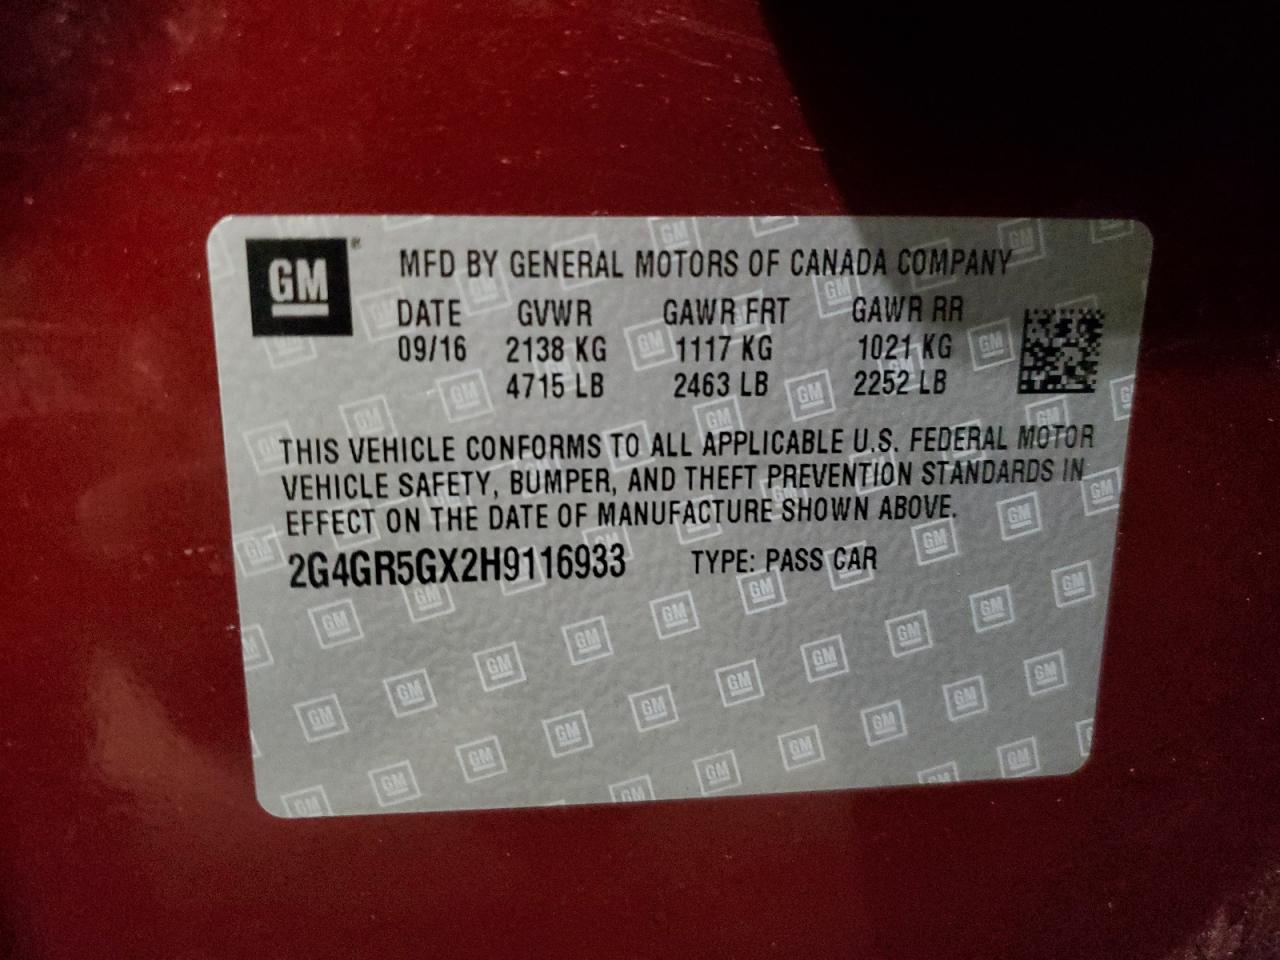 GM®
MFD BY GENERAL MOTORS OF CANADA COMPANY
DATE GVWR GAWR FRT GAWR RR
09/16 2138 KG 1117 KG 1021 KG
4715 LB 2463 LB 2252 LB
THIS VEHICLE CONFORMS TO ALL APPLICABLE U.S. FEDERAL MOTOR
VEHICLE SAFETY, BUMPER, AND THEFT PREVENTION STANDARDS IN
EFFECT ON THE DATE OF MANUFACTURE SHOWN ABOVE.
2G4GR5GX2H9116933 TYPE: PASS CAR